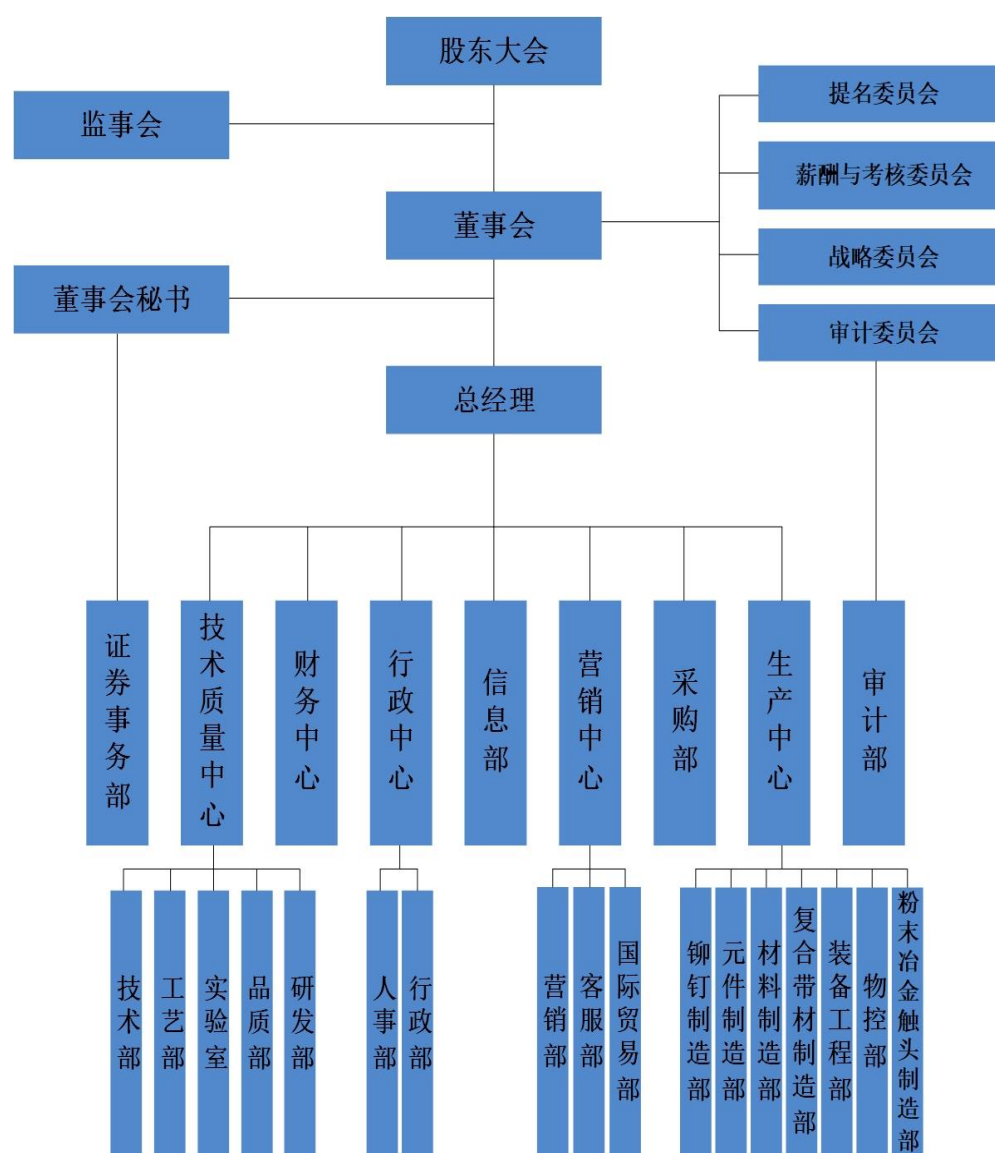 股东大会
监事会
提名委员会
薪酬与考核委员会
董事会
战略委员会
董事会秘书
审计委员会
总经理
证券事务部
技术质量中心
财务中心
行政中心
信息部
营销中心
采购部
生产中心
审计部
技术部
工艺部
实验室
品质部
研发部
人事部
行政部
营销部
客服部
国际贸易部
铆钉制造部
元件制造部
材料制造部
复合带材制造部
装备工程部
物控部
粉末冶金触头制造部